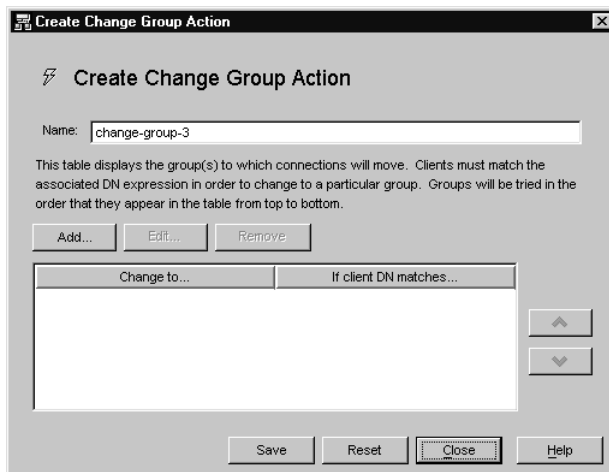 Create Change Group Action
Create Change Group Action
Name: change-group-3
This table displays the group(s) to which connections will move. Clients must match the
associated DN expression in order to change to a particular group. Groups will be tried in the
order that they appear in the table from top to bottom.
Add... Edit... Remove
Change to... If client DN matches...
Save Reset Close Help